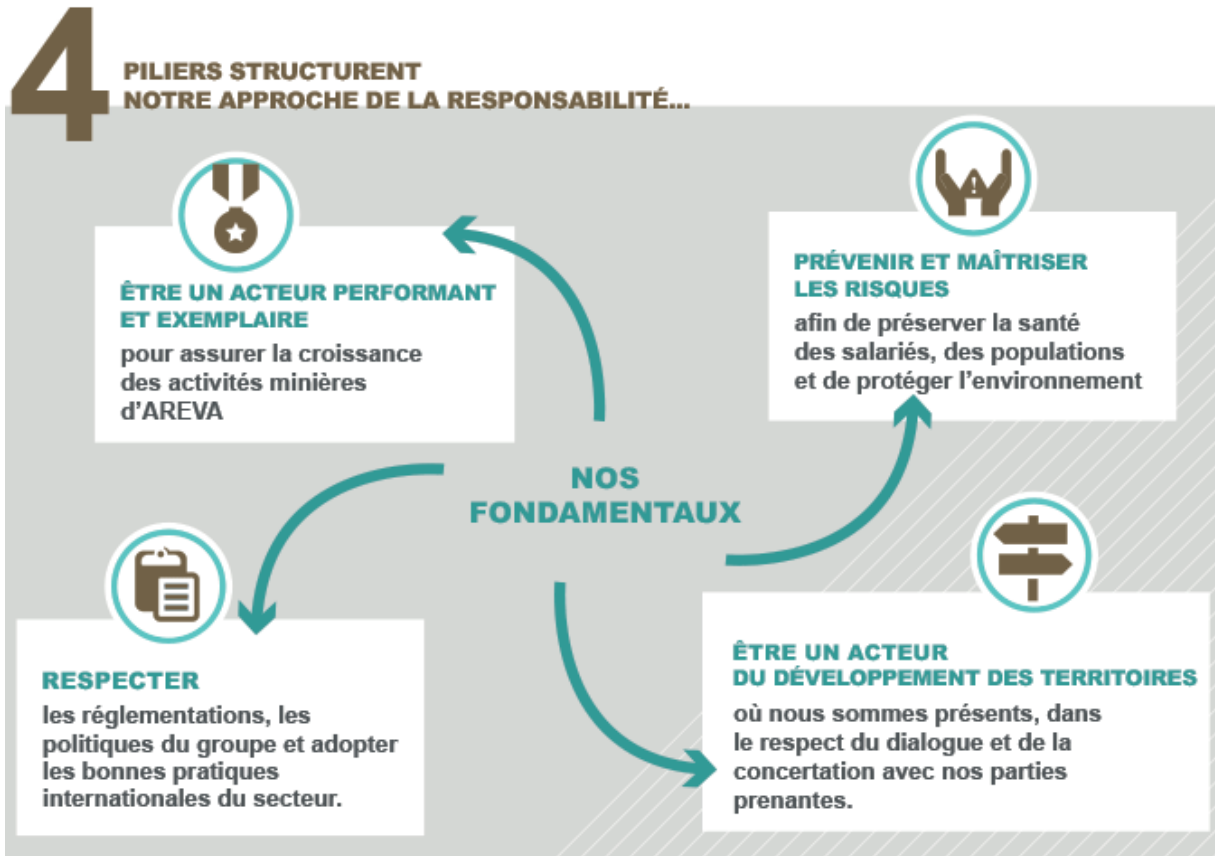 4
PILIERS STRUCTURENT
NOTRE APPROCHE DE LA RESPONSABILITÉ...
ÊTRE UN ACTEUR PERFORMANT
ET EXEMPLAIRE
pour assurer la croissance
des activités minières
d’AREVA
PRÉVENIR ET MAÎTRISER
LES RISQUES
afin de préserver la santé
des salariés, des populations
et de protéger l’environnement
NOS
FONDAMENTAUX
RESPECTER
les réglementations, les
politiques du groupe et adopter
les bonnes pratiques
internationales du secteur.
ÊTRE UN ACTEUR
DU DÉVELOPPEMENT DES TERRITOIRES
où nous sommes présents, dans
le respect du dialogue et de la
concertation avec nos parties
prenantes.